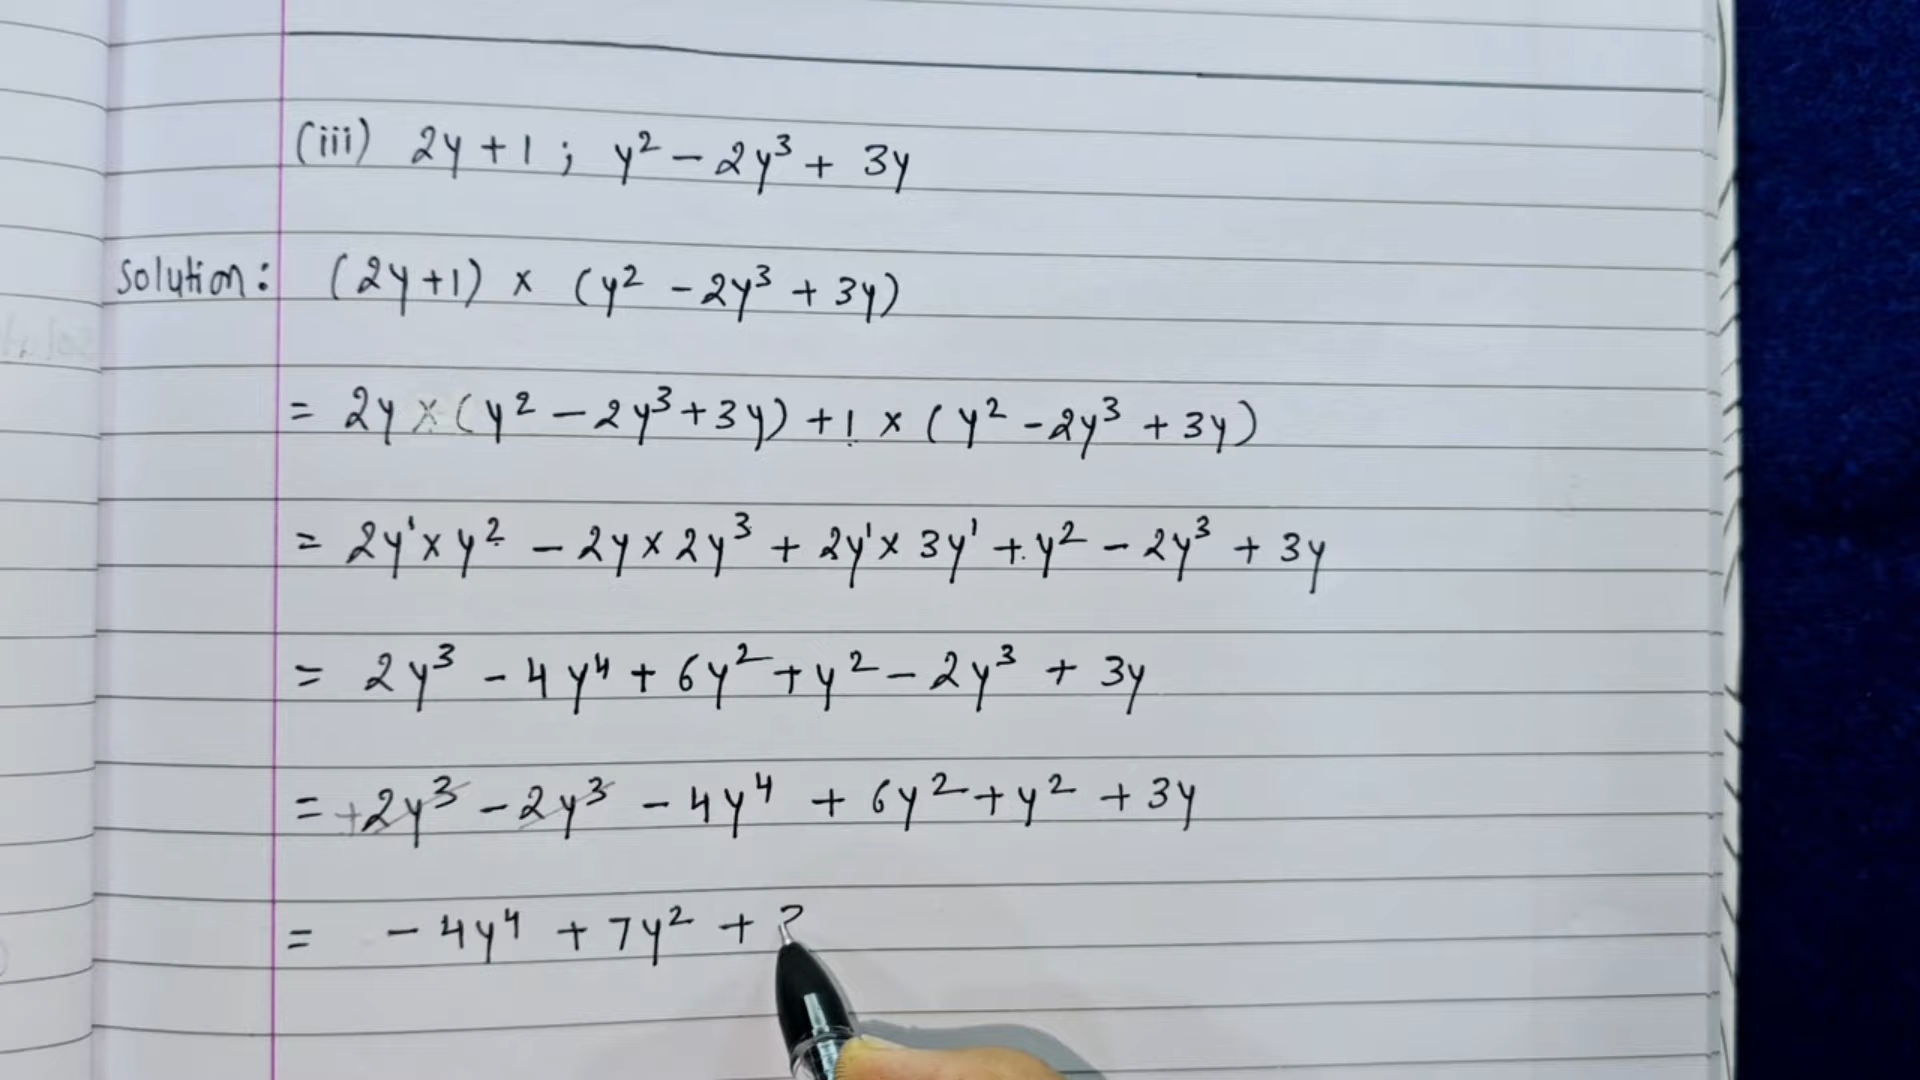 (iii) 2y + 1 ; y² - 2y³ + 3y
Solution: (2y+1) × (y² - 2y³ + 3y)
= 2y × (y² - 2y³ + 3y) + 1 × (y² - 2y³ + 3y)
= 2y¹ × y² - 2y × 2y³ + 2y¹ × 3y¹ + y² - 2y³ + 3y
= 2y³ - 4y⁴ + 6y² + y² - 2y³ + 3y
= +2y³ - 2y³ - 4y⁴ + 6y² + y² + 3y
= - 4y⁴ + 7y² +